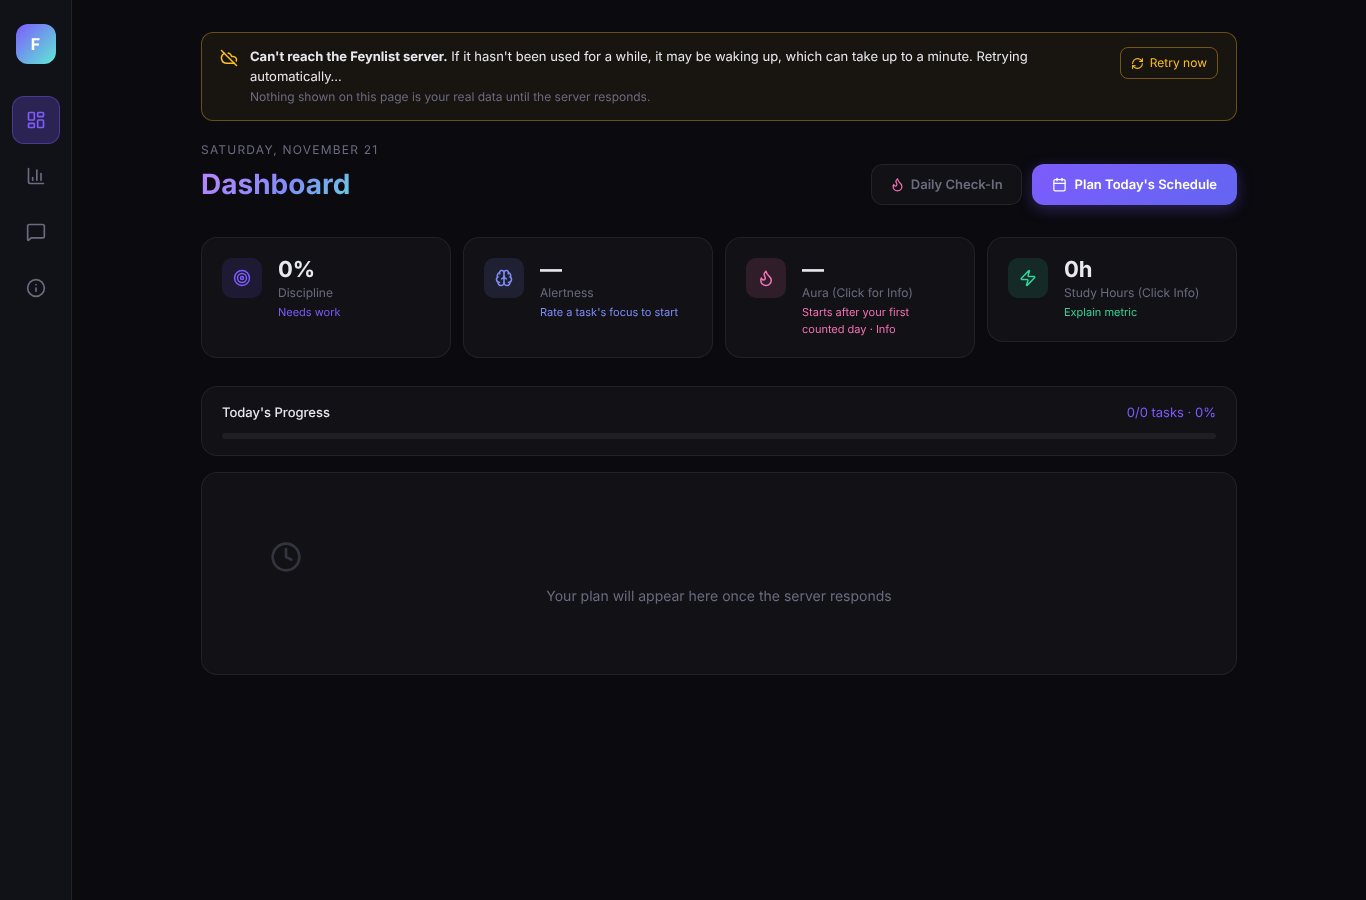 F
Can't reach the Feynlist server. If it hasn't been used for a while, it may be waking up, which can take up to a minute. Retrying
automatically...
Nothing shown on this page is your real data until the server responds.
Retry now
SATURDAY, NOVEMBER 21
Dashboard
Daily Check-In
Plan Today's Schedule
0%
Discipline
Needs work
—
Alertness
Rate a task's focus to start
—
Aura (Click for Info)
Starts after your first
counted day · Info
0h
Study Hours (Click Info)
Explain metric
Today's Progress
0/0 tasks · 0%
Your plan will appear here once the server responds